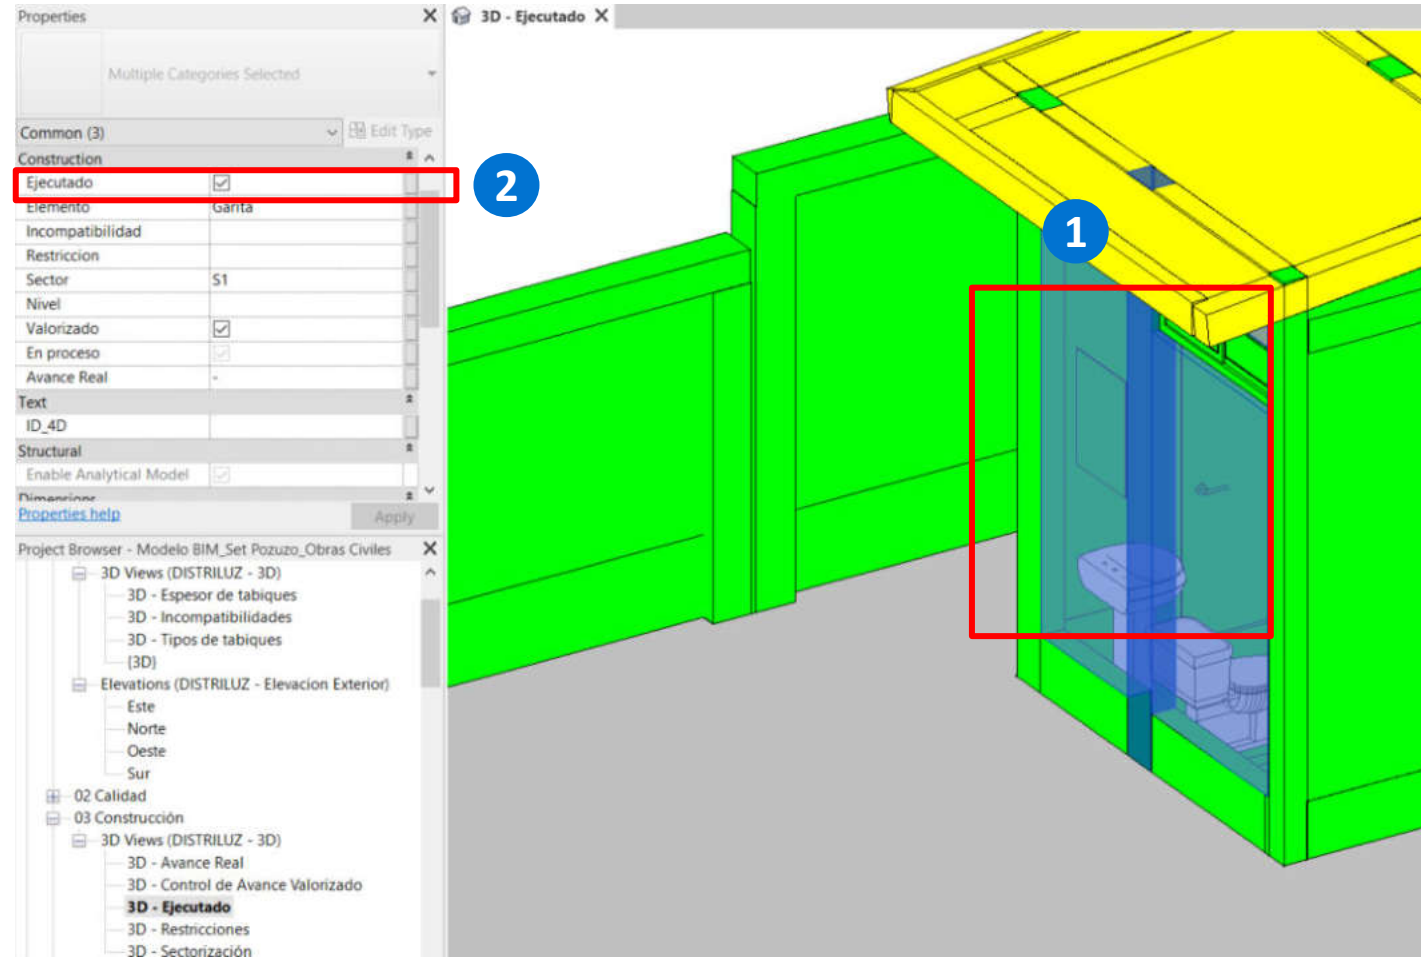 Properties
3D - Ejecutado
Multiple Categories Selected
Common (3)
Edit Type
Construction
Ejecutado
2
Elemento Garita
Incompatibilidad
Restriccion
Sector S1
Nivel
Valorizado
En proceso
Avance Real -
Text
ID_4D
Structural
Enable Analytical Model
Dimensions
Properties help Apply
1
Project Browser - Modelo BIM_Set Pozuzo_Obras Civiles
3D Views (DISTRILUZ - 3D)
3D - Espesor de tabiques
3D - Incompatibilidades
3D - Tipos de tabiques
{3D}
Elevations (DISTRILUZ - Elevacion Exterior)
Este
Norte
Oeste
Sur
02 Calidad
03 Construcción
3D Views (DISTRILUZ - 3D)
3D - Avance Real
3D - Control de Avance Valorizado
3D - Ejecutado
3D - Restricciones
3D - Sectorización